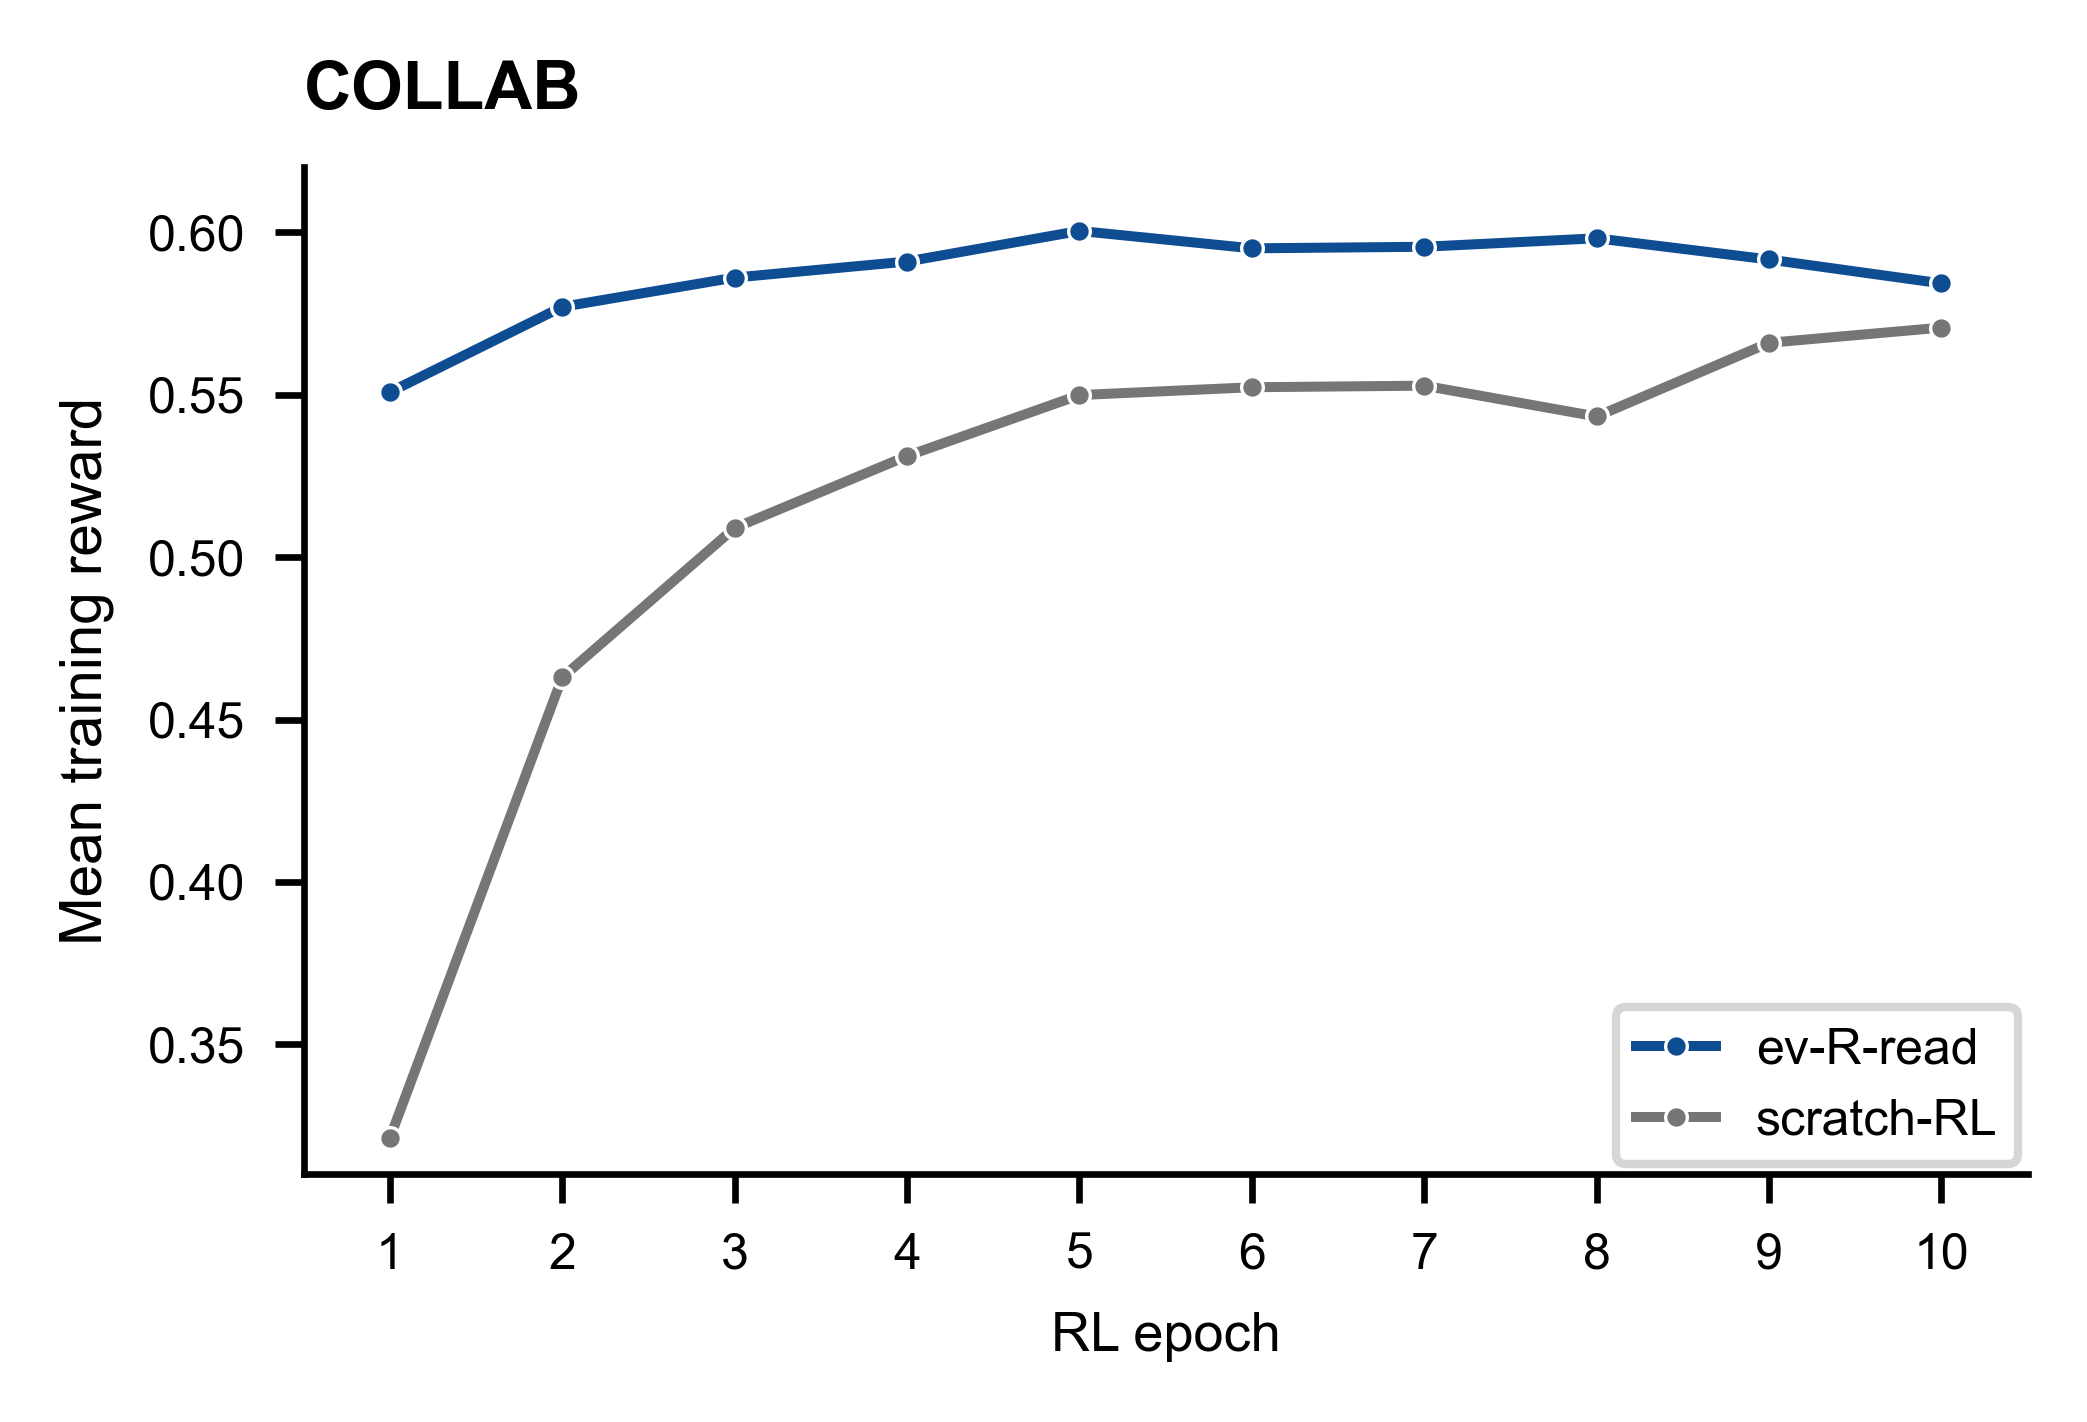 COLLAB
Mean training reward
0.60
0.55
0.50
0.45
0.40
0.35
ev-R-read
scratch-RL
1 2 3 4 5 6 7 8 9 10
RL epoch